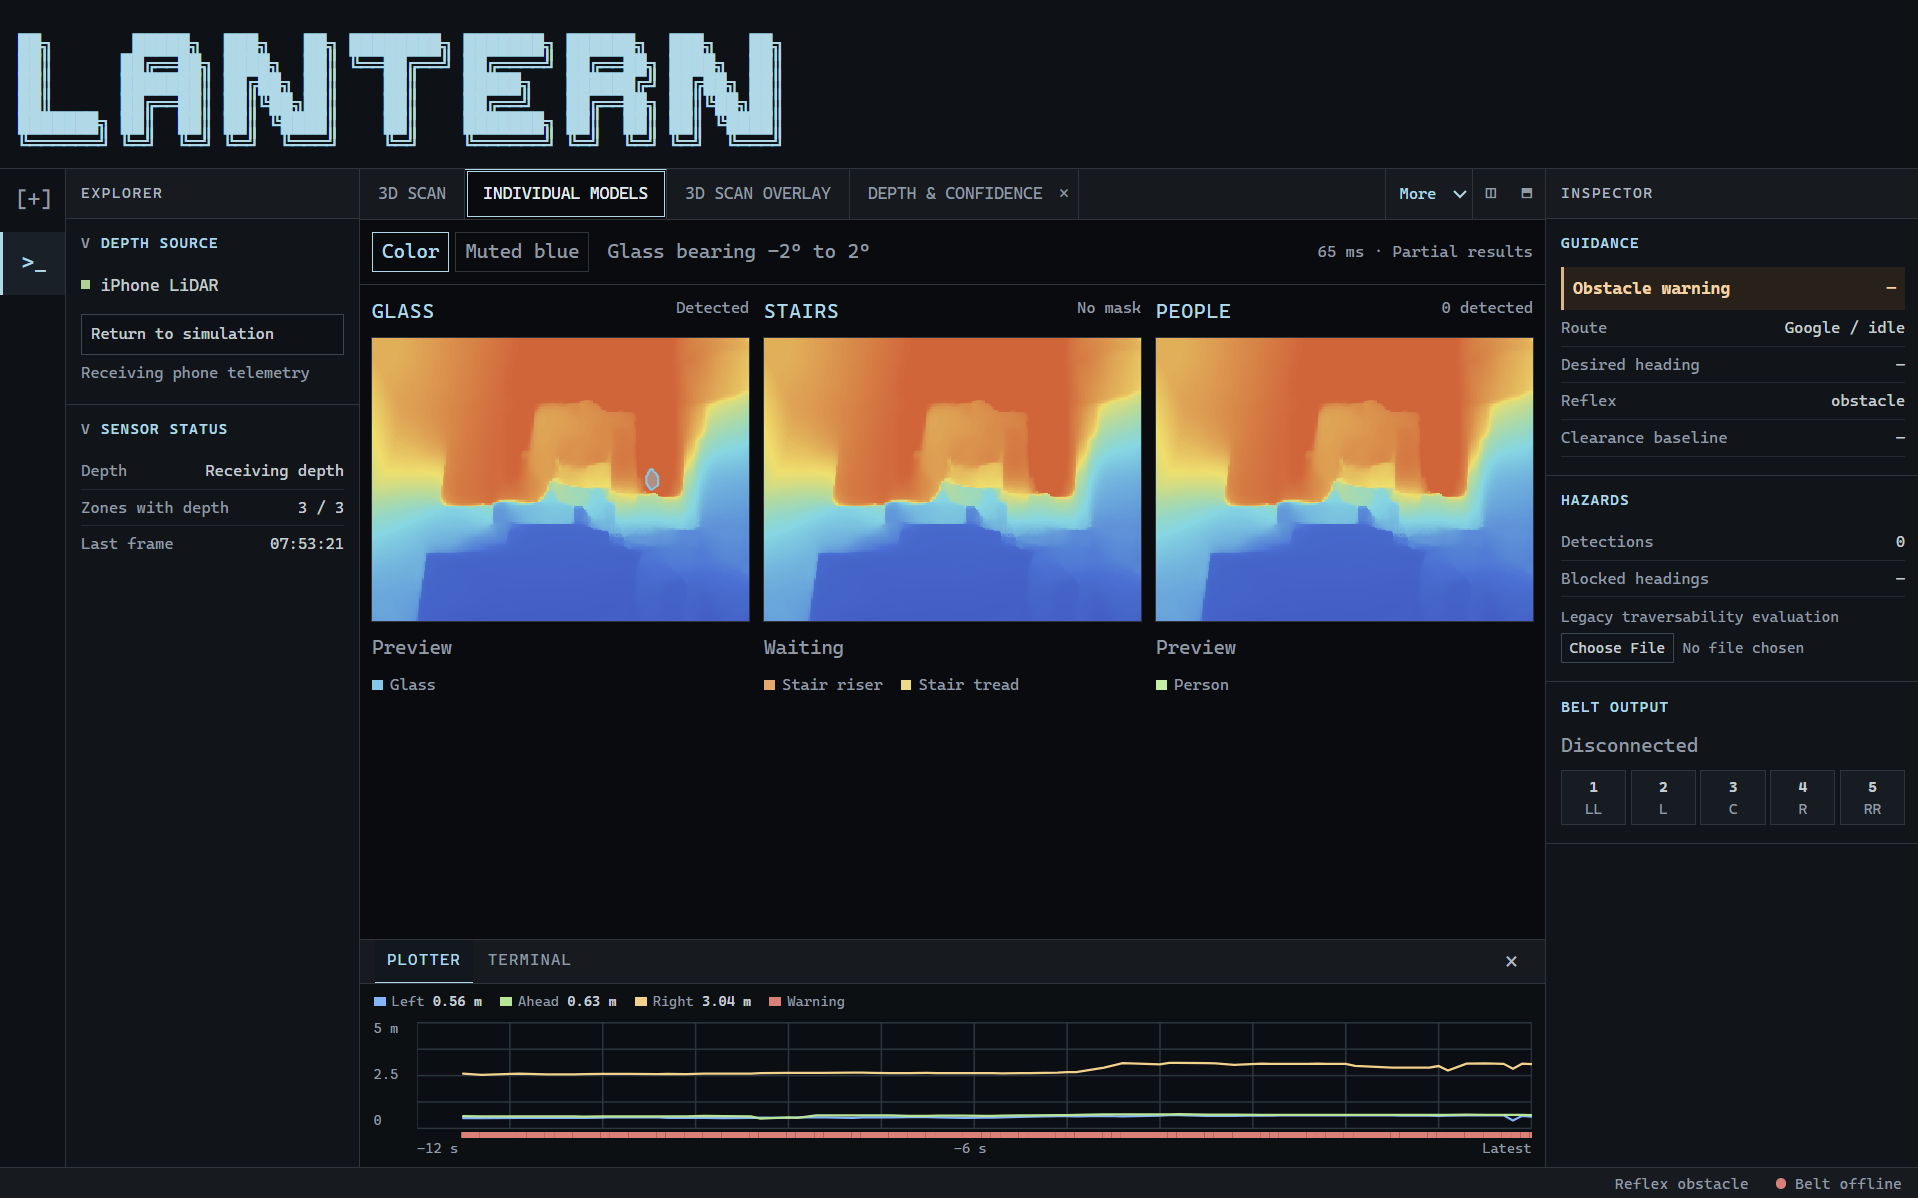 LANTERN
[+]
>_
EXPLORER
V DEPTH SOURCE
iPhone LiDAR
Return to simulation
Receiving phone telemetry
V SENSOR STATUS
Depth Receiving depth
Zones with depth 3 / 3
Last frame 07:53:21
3D SCAN INDIVIDUAL MODELS 3D SCAN OVERLAY DEPTH & CONFIDENCE × More
Color Muted blue Glass bearing −2° to 2° 65 ms · Partial results
GLASS Detected
Preview
Glass
STAIRS No mask
Waiting
Stair riser Stair tread
PEOPLE 0 detected
Preview
Person
PLOTTER TERMINAL ×
Left 0.56 m Ahead 0.63 m Right 3.04 m Warning
5 m
2.5
0
−12 s −6 s Latest
INSPECTOR
GUIDANCE
Obstacle warning –
Route Google / idle
Desired heading –
Reflex obstacle
Clearance baseline –
HAZARDS
Detections 0
Blocked headings –
Legacy traversability evaluation
Choose File No file chosen
BELT OUTPUT
Disconnected
1 2 3 4 5
LL L C R RR
Reflex obstacle Belt offline